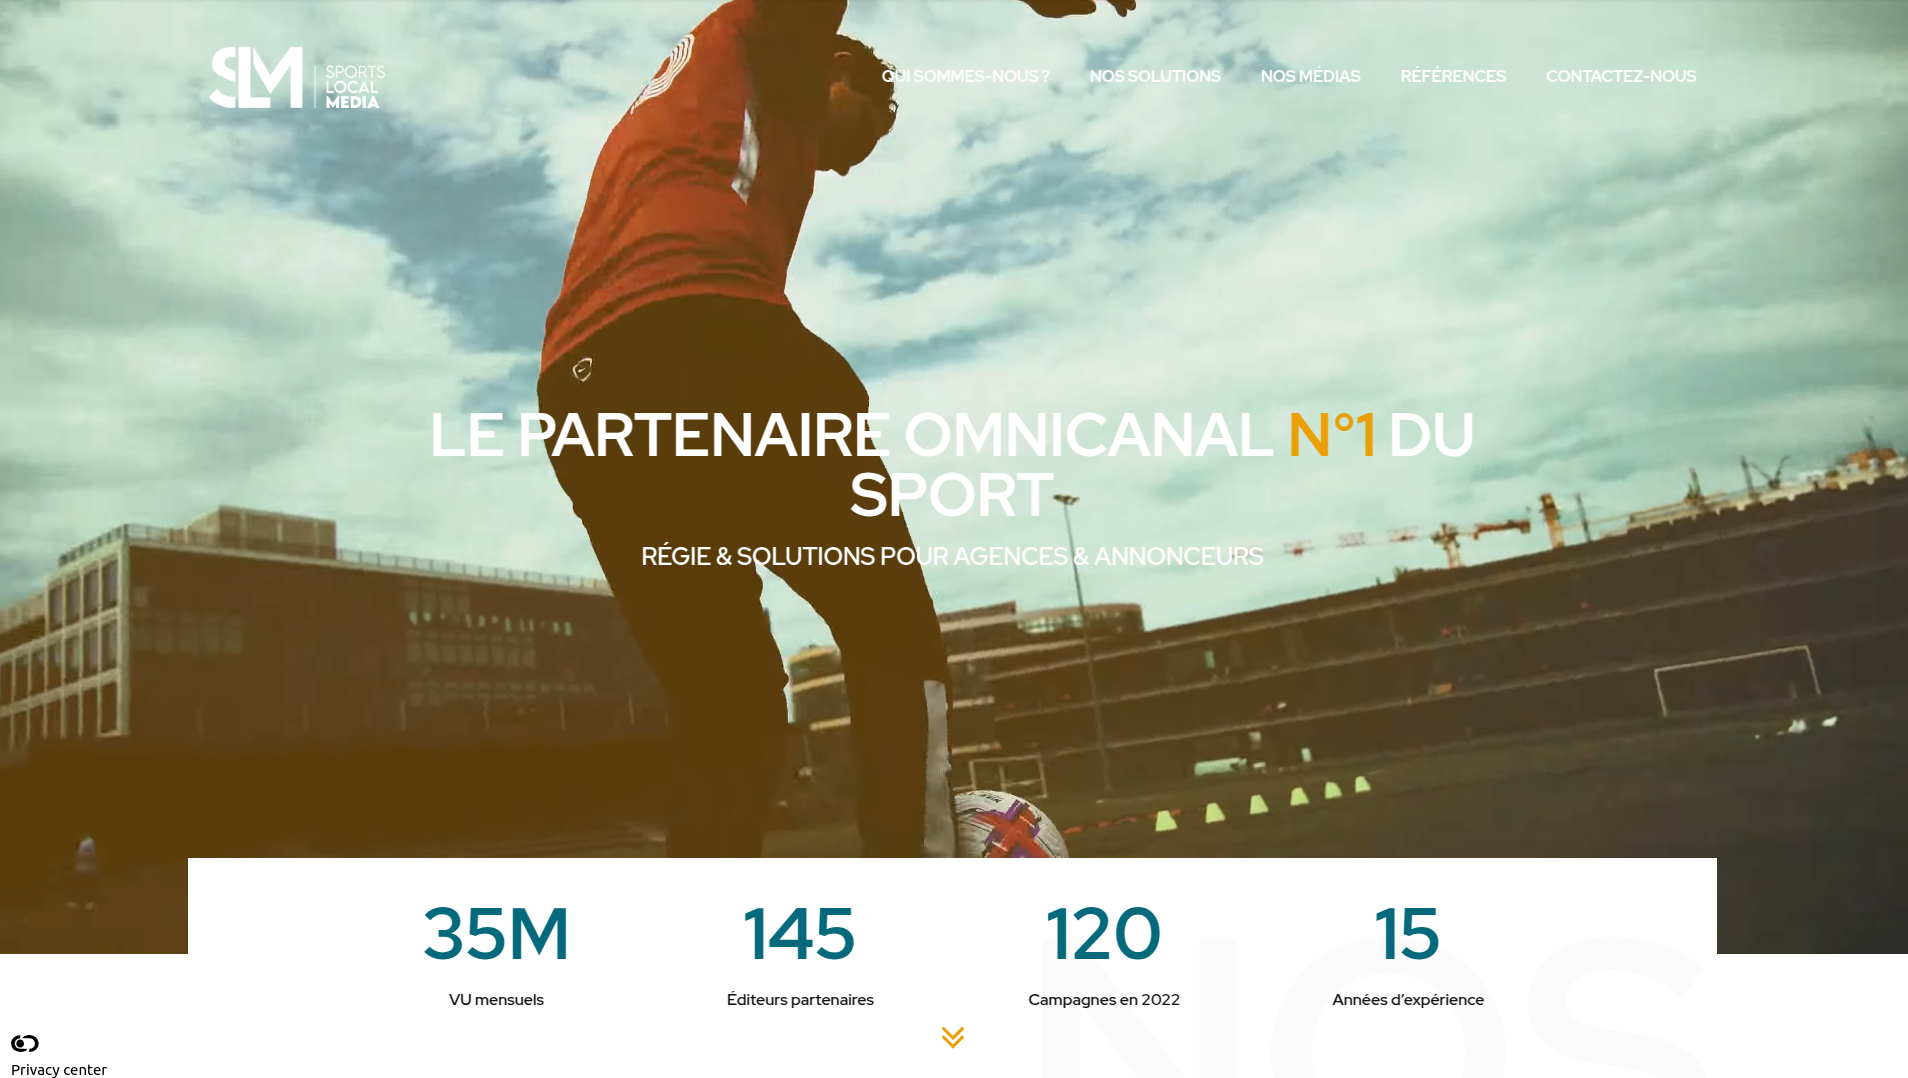 SLM
SPORTS
LOCAL
MEDIA
QUI SOMMES-NOUS ?
NOS SOLUTIONS
NOS MÉDIAS
RÉFÉRENCES
CONTACTEZ-NOUS
LE PARTENAIRE OMNICANAL N°1 DU
SPORT
RÉGIE & SOLUTIONS POUR AGENCES & ANNONCEURS
35M
VU mensuels
145
Éditeurs partenaires
120
Campagnes en 2022
15
Années d’expérience
NOS
Privacy center